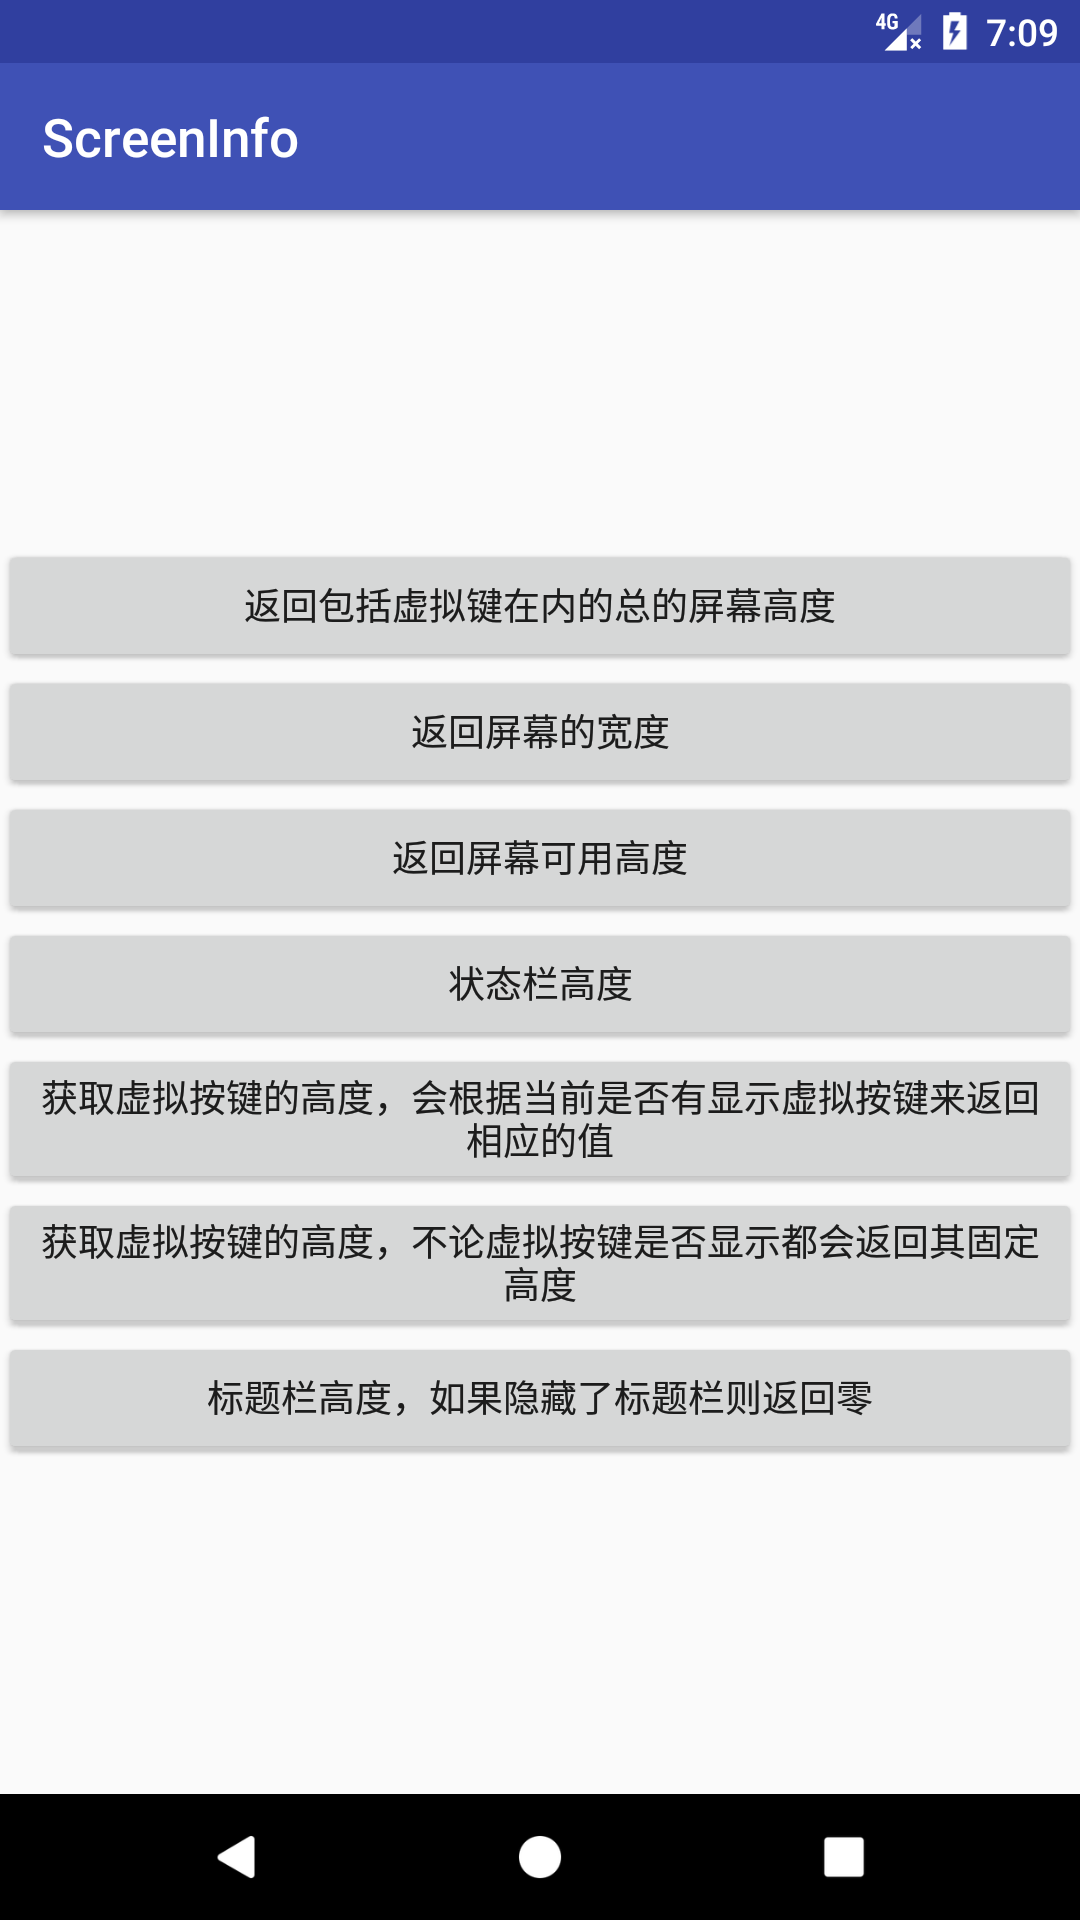 4G 7:09
ScreenInfo
返回包括虚拟键在内的总的屏幕高度
返回屏幕的宽度
返回屏幕可用高度
状态栏高度
获取虚拟按键的高度，会根据当前是否有显示虚拟按键来返回
相应的值
获取虚拟按键的高度，不论虚拟按键是否显示都会返回其固定
高度
标题栏高度，如果隐藏了标题栏则返回零